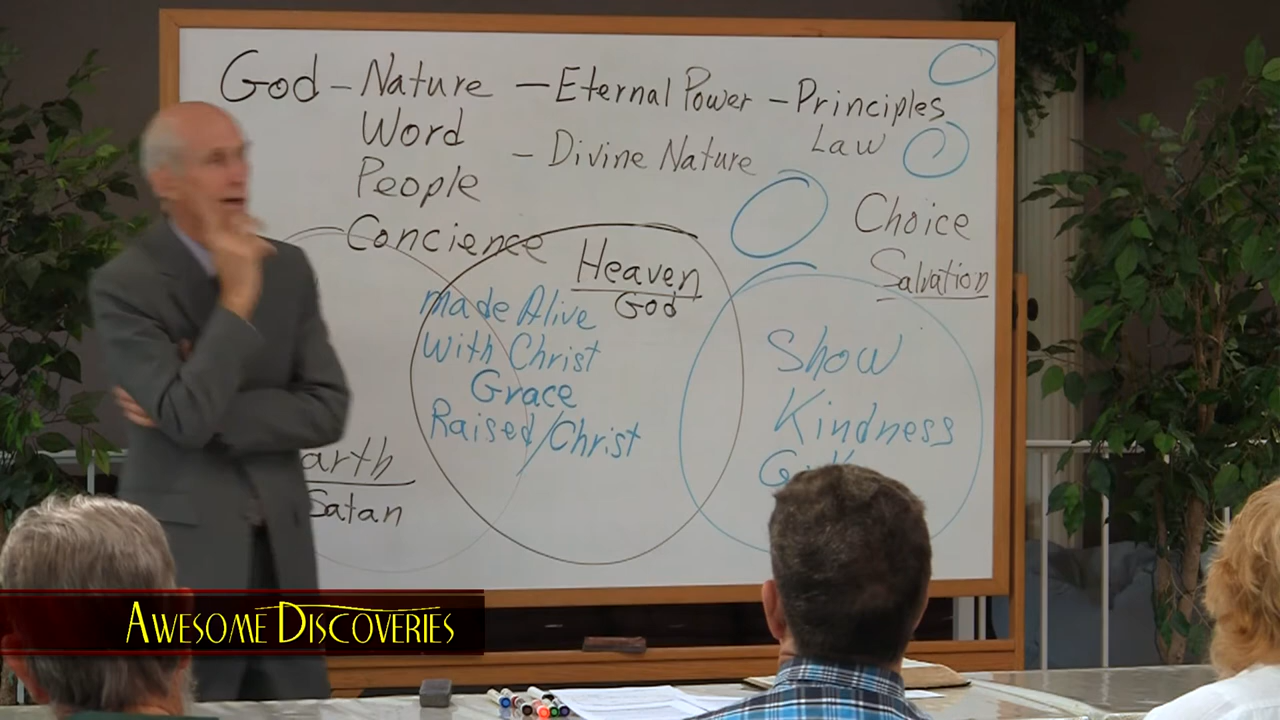 God – Nature – Eternal Power – Principles
Word
Law
– Divine Nature
People
Choice
Concience
Salvation
Heaven
God
made Alive
With Christ
Grace
Raised/Christ
Show
Kindness
arth
Satan
AWESOME DISCOVERIES